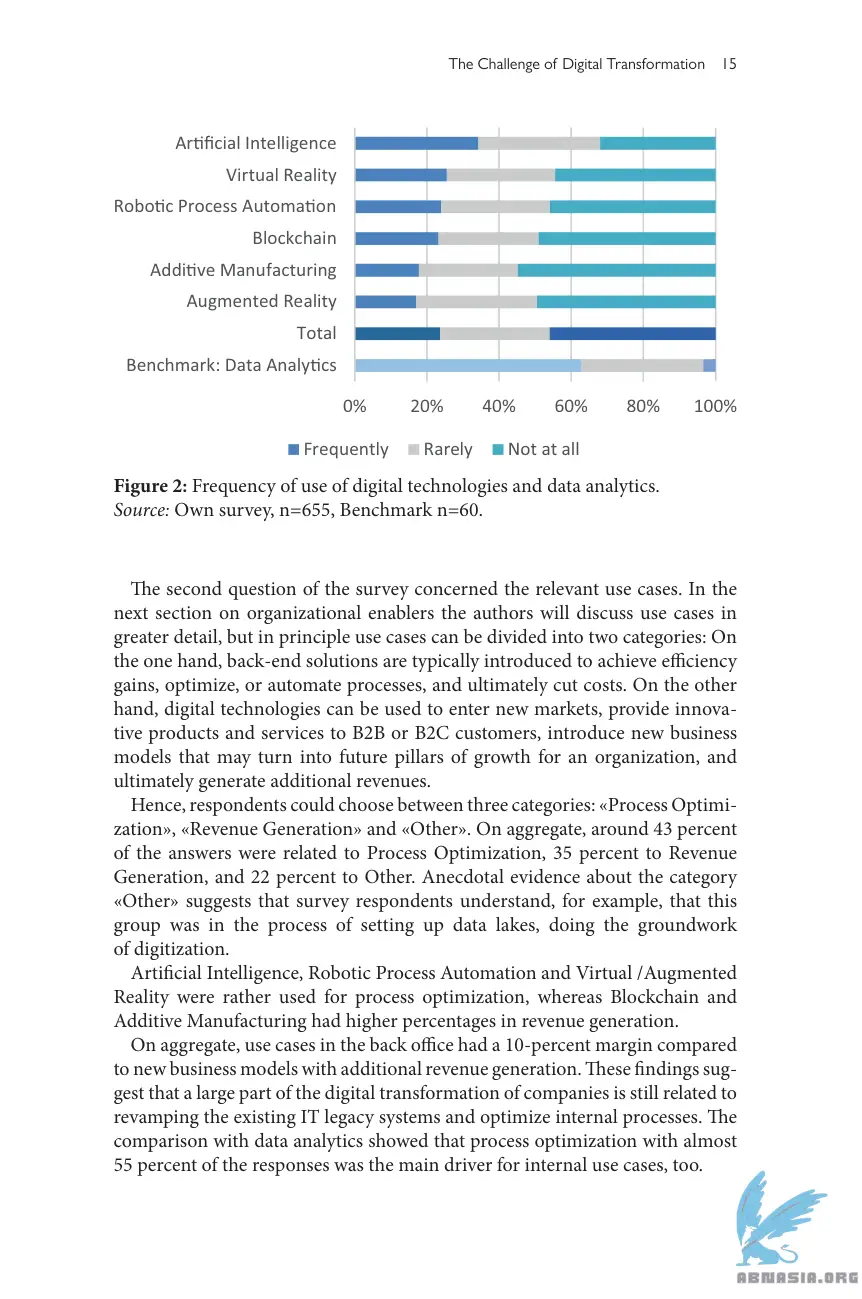 The Challenge of Digital Transformation 15
Artificial Intelligence
Virtual Reality
Robotic Process Automation
Blockchain
Additive Manufacturing
Augmented Reality
Total
Benchmark: Data Analytics
0% 20% 40% 60% 80% 100%
Frequently Rarely Not at all
Figure 2: Frequency of use of digital technologies and data analytics.
Source: Own survey, n=655, Benchmark n=60.
The second question of the survey concerned the relevant use cases. In the
next section on organizational enablers the authors will discuss use cases in
greater detail, but in principle use cases can be divided into two categories: On
the one hand, back-end solutions are typically introduced to achieve efficiency
gains, optimize, or automate processes, and ultimately cut costs. On the other
hand, digital technologies can be used to enter new markets, provide innova-
tive products and services to B2B or B2C customers, introduce new business
models that may turn into future pillars of growth for an organization, and
ultimately generate additional revenues.
Hence, respondents could choose between three categories: «Process Optimi-
zation», «Revenue Generation» and «Other». On aggregate, around 43 percent
of the answers were related to Process Optimization, 35 percent to Revenue
Generation, and 22 percent to Other. Anecdotal evidence about the category
«Other» suggests that survey respondents understand, for example, that this
group was in the process of setting up data lakes, doing the groundwork
of digitization.
Artificial Intelligence, Robotic Process Automation and Virtual /Augmented
Reality were rather used for process optimization, whereas Blockchain and
Additive Manufacturing had higher percentages in revenue generation.
On aggregate, use cases in the back office had a 10-percent margin compared
to new business models with additional revenue generation. These findings sug-
gest that a large part of the digital transformation of companies is still related to
revamping the existing IT legacy systems and optimize internal processes. The
comparison with data analytics showed that process optimization with almost
55 percent of the responses was the main driver for internal use cases, too.
ABNASIA.ORG